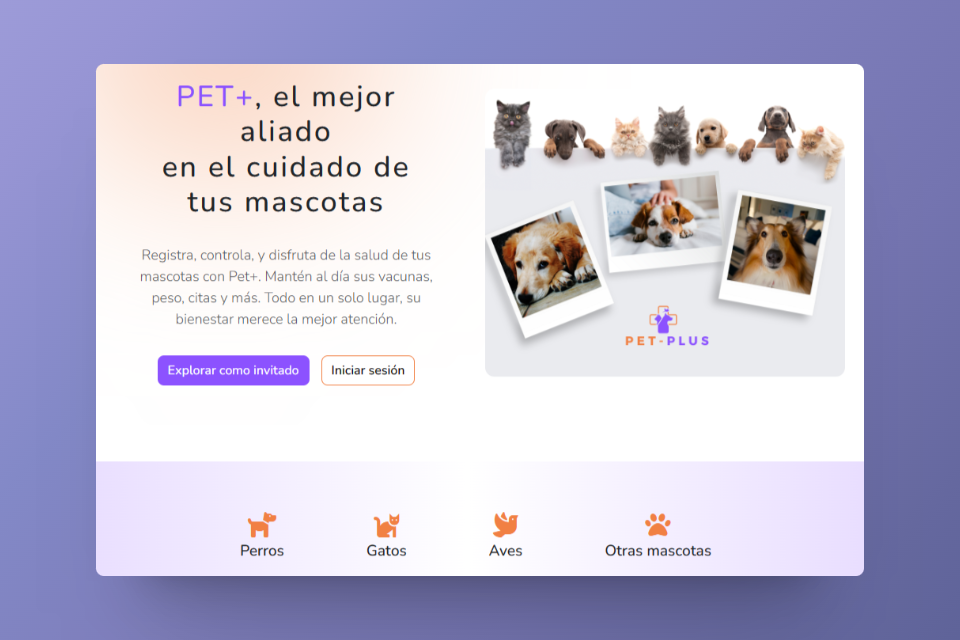 PET+, el mejor
aliado
en el cuidado de
tus mascotas
Registra, controla, y disfruta de la salud de tus
mascotas con Pet+. Mantén al día sus vacunas,
peso, citas y más. Todo en un solo lugar, su
bienestar merece la mejor atención.
Explorar como invitado
Iniciar sesión
PET-PLUS
Perros
Gatos
Aves
Otras mascotas